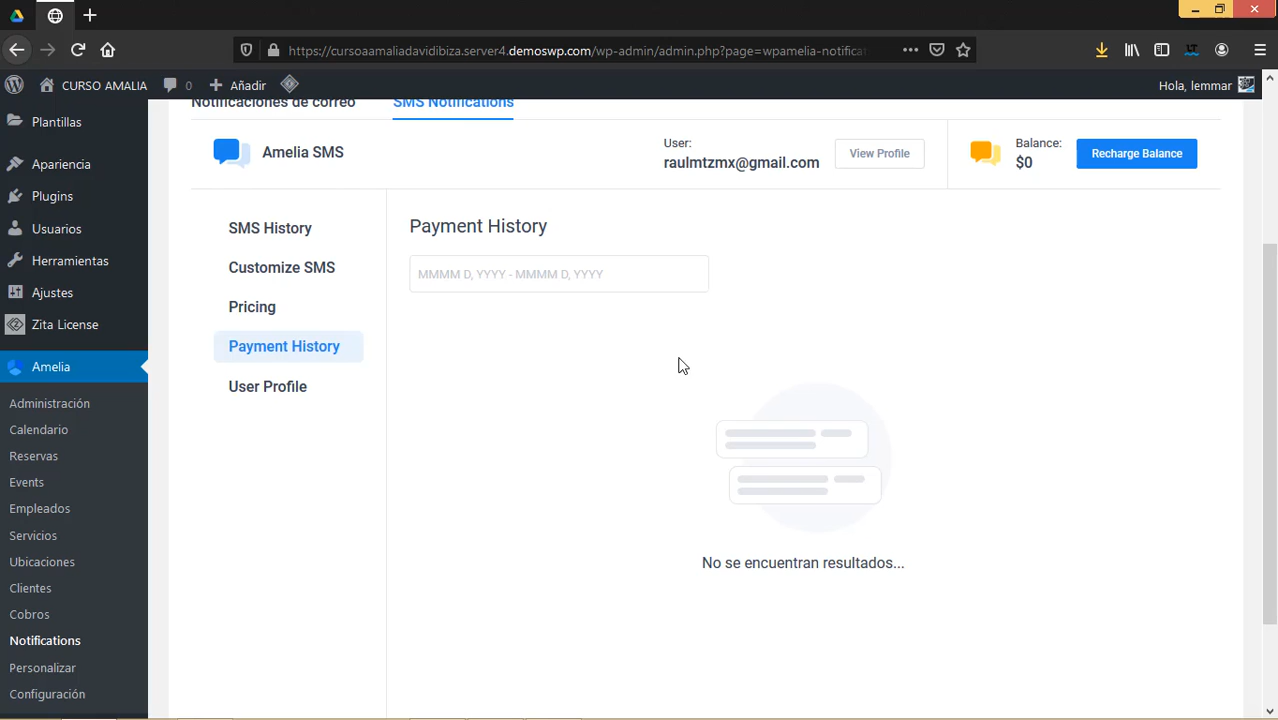 https://cursoaamaliadavidibiza.server4.demoswp.com/wp-admin/admin.php?page=wpamelia-notificat
CURSO AMALIA
0
Añadir
Hola, lemmar
Plantillas
Apariencia
Plugins
Usuarios
Herramientas
Ajustes
Zita License
Amelia
Administración
Calendario
Reservas
Events
Empleados
Servicios
Ubicaciones
Clientes
Cobros
Notifications
Personalizar
Configuración
Notificaciones de correo
SMS Notifications
Amelia SMS
User:
raulmtzmx@gmail.com
View Profile
Balance:
$0
Recharge Balance
SMS History
Customize SMS
Pricing
Payment History
User Profile
Payment History
MMMM D, YYYY - MMMM D, YYYY
No se encuentran resultados...